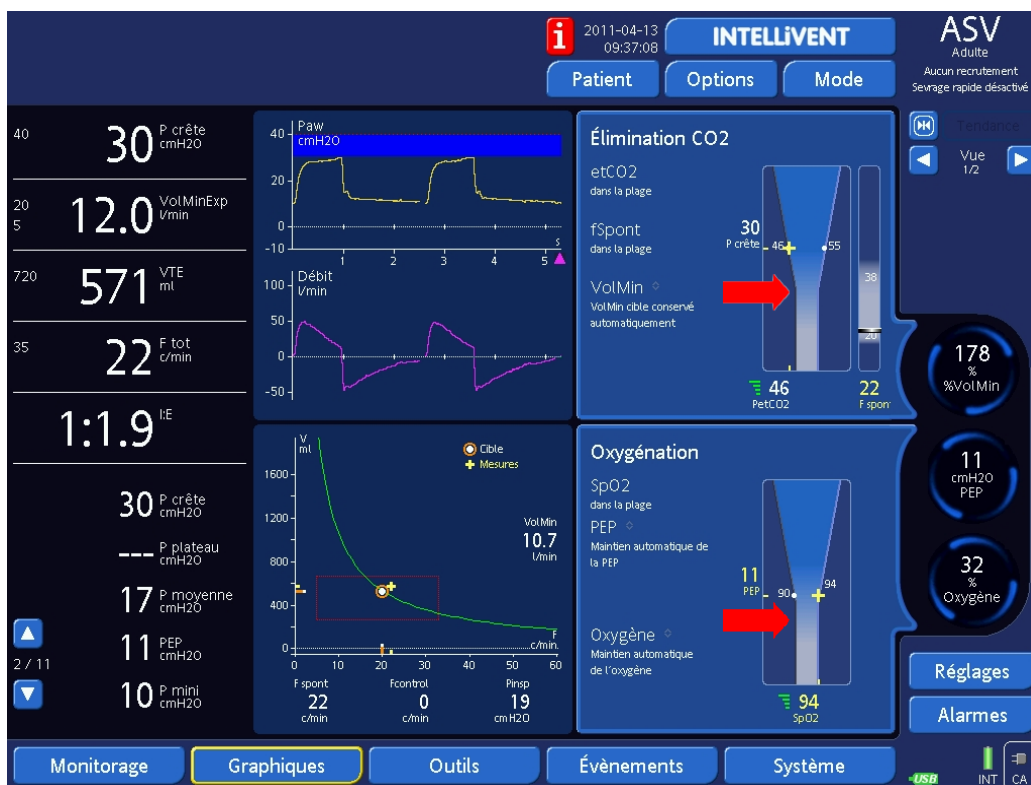 i
2011-04-13
09:37:08
INTELLiVENT
ASV
Adulte
Aucun recrutement
Sevrage rapide désactivé
Patient
Options
Mode
40
30
P crête
cmH2O
20
5
12.0
VolMinExp
l/min
720
571
VTE
ml
35
22
F tot
c/min
1:1.9
I:E
30
P crête
cmH2O
---
P plateau
cmH2O
17
P moyenne
cmH2O
11
PEP
cmH2O
10
P mini
cmH2O
2 / 11
Paw
cmH2O
40
20
0
-10
s
1 2 3 4 5
Débit
l/min
100
50
0
-50
V
ml
1600
1200
800
400
0
Cible
Mesures
VolMin
10.7
l/min
F
c/min
0 10 20 30 40 50 60
F spont
22
c/min
Fcontrol
0
c/min
Pinsp
19
cmH2O
Élimination CO2
etCO2
dans la plage
fSpont
dans la plage
VolMin
VolMin cible conservé
automatiquement
30
P crête
46
55
38
20
46
PetCO2
22
F spon
Oxygénation
SpO2
dans la plage
PEP
Maintien automatique de
la PEP
Oxygène
Maintien automatique
de l'oxygène
11
PEP
90
94
94
SpO2
Tendance
Vue
1/2
178
%
%VolMin
11
cmH2O
PEP
32
%
Oxygène
Réglages
Alarmes
Monitorage
Graphiques
Outils
Évènements
Système
USB
INT
CA